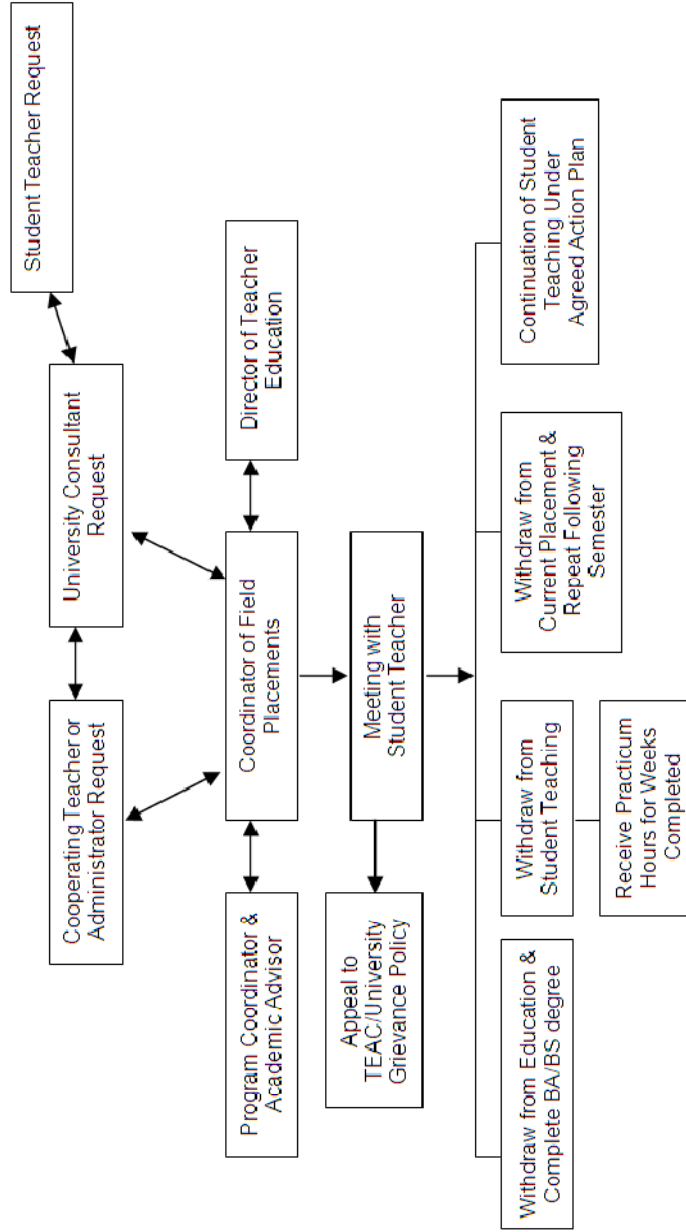 Student Teacher Request
Cooperating Teacher or
Administrator Request
University Consultant
Request
Program Coordinator &
Academic Advisor
Coordinator of Field
Placements
Director of Teacher
Education
Appeal to
TEAC/University
Grievance Policy
Meeting with
Student Teacher
Withdraw from Education &
Complete BA/BS degree
Withdraw from
Student Teaching
Receive Practicum
Hours for Weeks
Completed
Withdraw from
Current Placement &
Repeat Following
Semester
Continuation of Student
Teaching Under
Agreed Action Plan